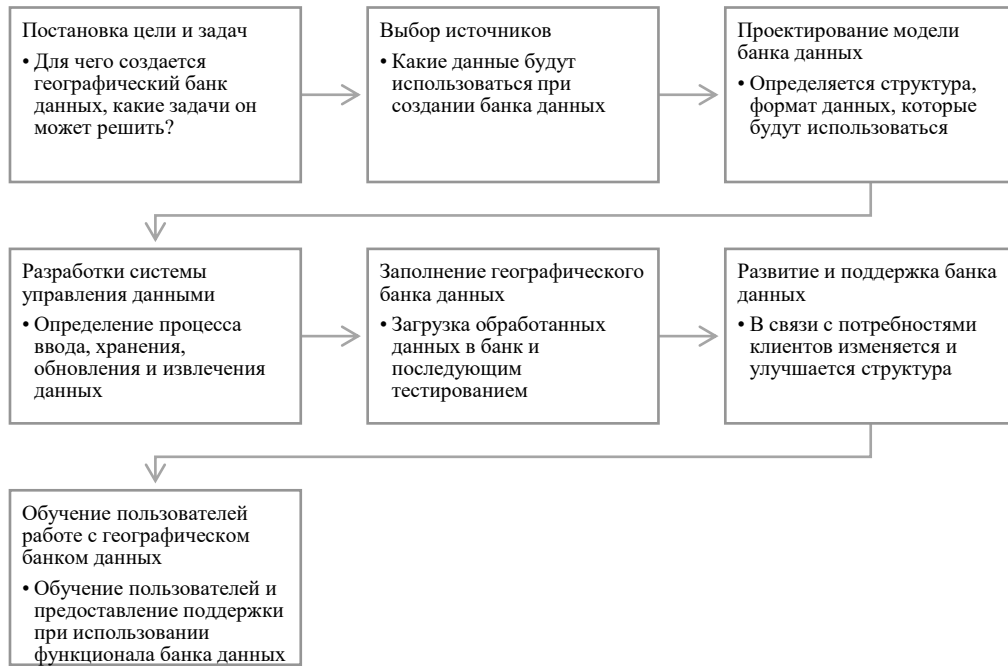 Постановка цели и задач
• Для чего создается
географический банк
данных, какие задачи он
может решить?
Выбор источников
• Какие данные будут
использоваться при
создании банка данных
Проектирование модели
банка данных
• Определяется структура,
формат данных, которые
будут использоваться
Разработки системы
управления данными
• Определение процесса
ввода, хранения,
обновления и извлечения
данных
Заполнение географического
банка данных
• Загрузка обработанных
данных в банк и
последующим
тестированием
Развитие и поддержка банка
данных
• В связи с потребностями
клиентов изменяется и
улучшается структура
Обучение пользователей
работе с географическом
банком данных
• Обучение пользователей и
предоставление поддержки
при использовании
функционала банка данных